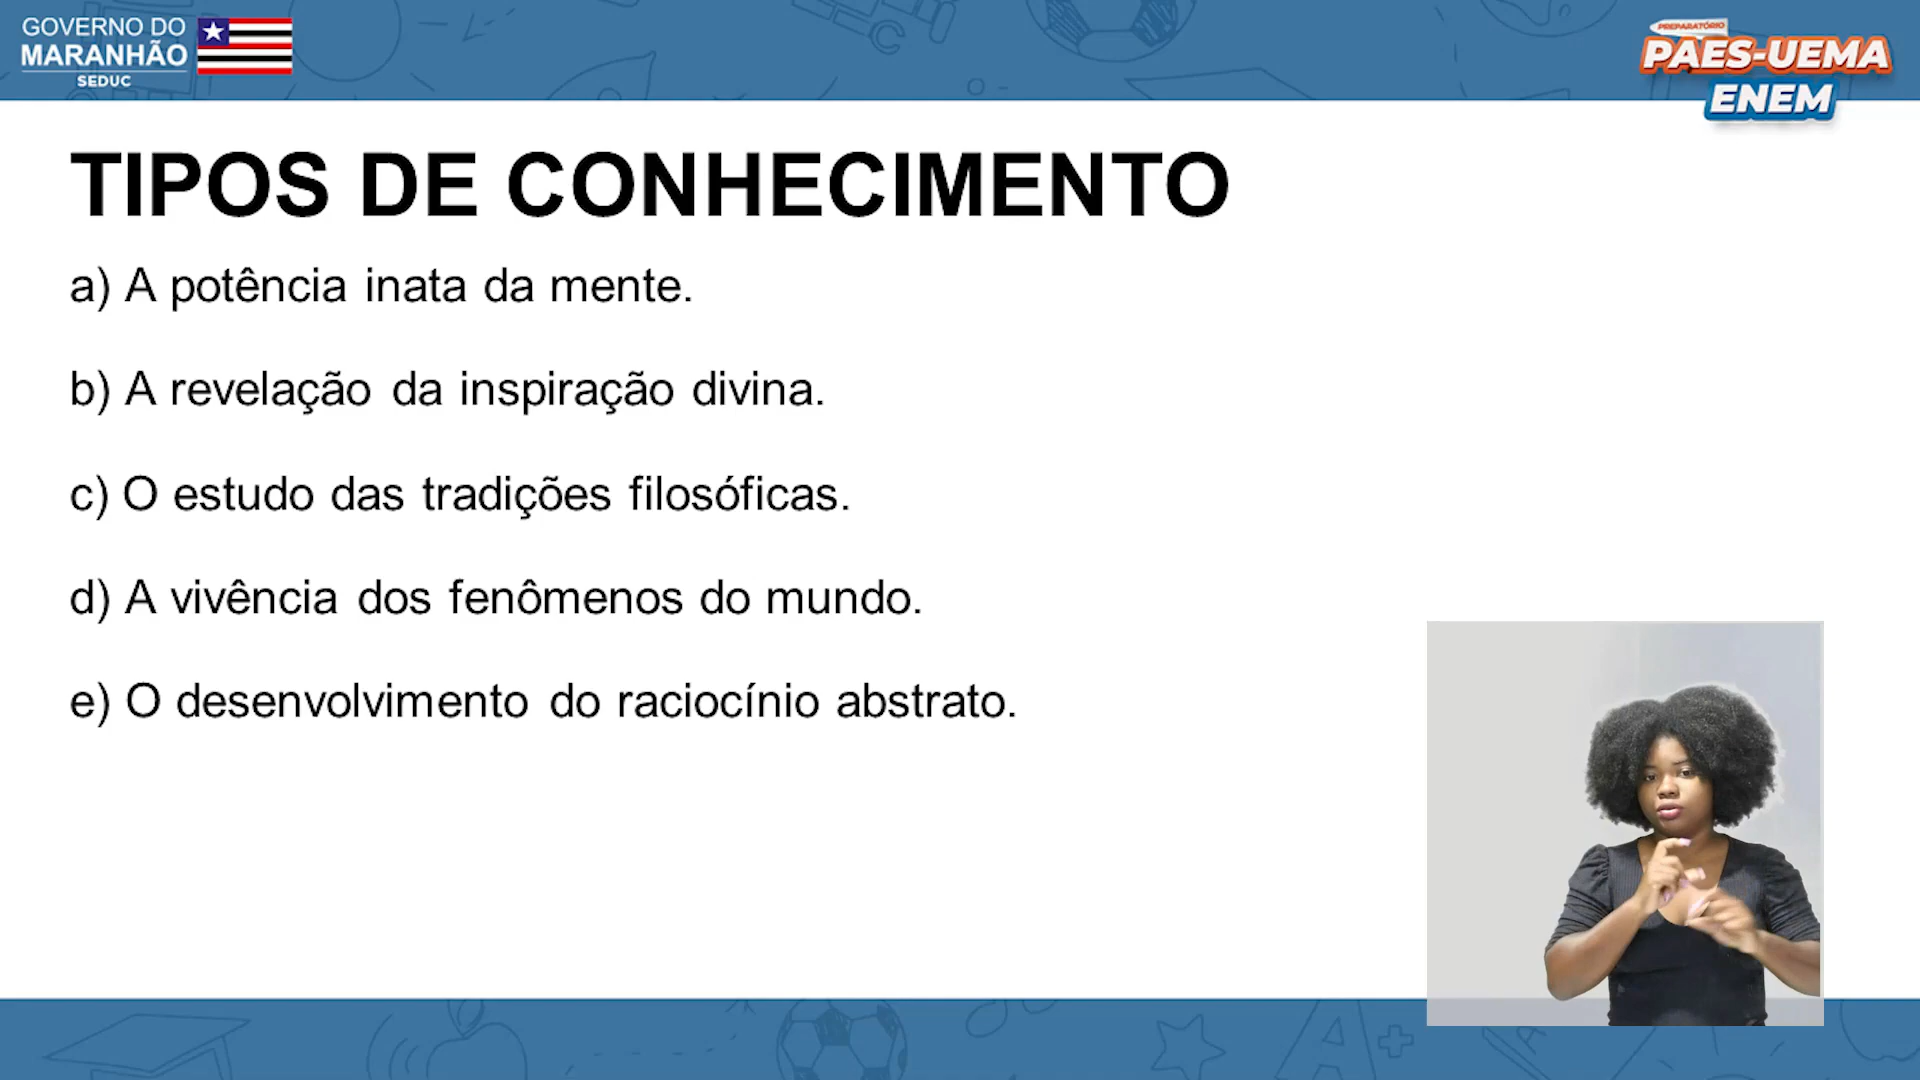 GOVERNO DO
MARANHÃO
SEDUC
PREPARATÓRIO
PAES-UEMA
ENEM
TIPOS DE CONHECIMENTO
a) A potência inata da mente.
b) A revelação da inspiração divina.
c) O estudo das tradições filosóficas.
d) A vivência dos fenômenos do mundo.
e) O desenvolvimento do raciocínio abstrato.